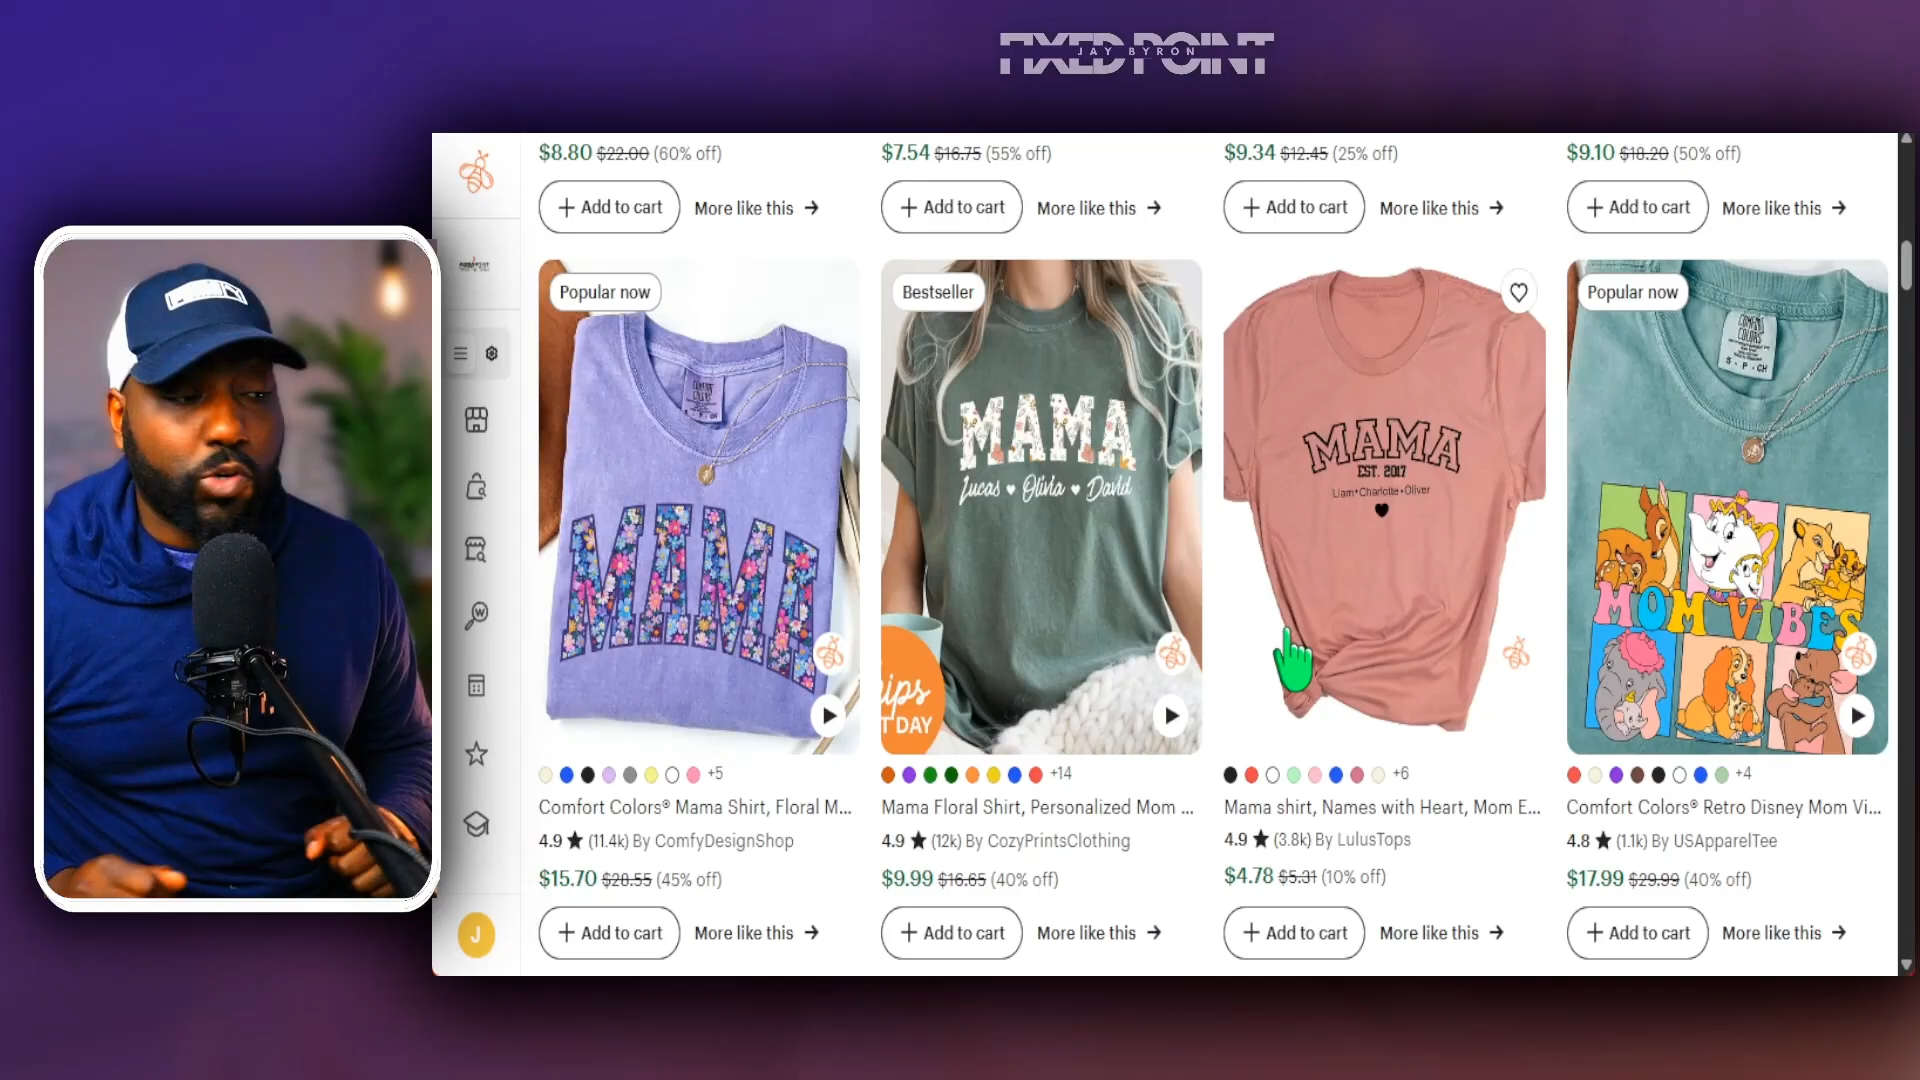 FIXED POINT
JAY BYRON
$8.80 $22.00 (60% off)
$7.54 $16.75 (55% off)
$9.34 $12.45 (25% off)
$9.10 $18.20 (50% off)
+ Add to cart More like this →
+ Add to cart More like this →
+ Add to cart More like this →
+ Add to cart More like this →
Popular now
COMFORT
COLORS
MAMA
Bestseller
MAMA
Lucas ♥ Olivia ♥ David
T DAY
MAMA
EST. 2017
Liam•Charlotte•Oliver
Popular now
COMFORT
COLORS
S - P - CH
MOM VIBES
W
+5
+14
+6
+4
Comfort Colors® Mama Shirt, Floral M...
Mama Floral Shirt, Personalized Mom ...
Mama shirt, Names with Heart, Mom E...
Comfort Colors® Retro Disney Mom Vi...
4.9 ★ (11.4k) By ComfyDesignShop
4.9 ★ (12k) By CozyPrintsClothing
4.9 ★ (3.8k) By LulusTops
4.8 ★ (1.1k) By USApparelTee
$15.70 $28.55 (45% off)
$9.99 $16.65 (40% off)
$4.78 $5.31 (10% off)
$17.99 $29.99 (40% off)
J
+ Add to cart More like this →
+ Add to cart More like this →
+ Add to cart More like this →
+ Add to cart More like this →